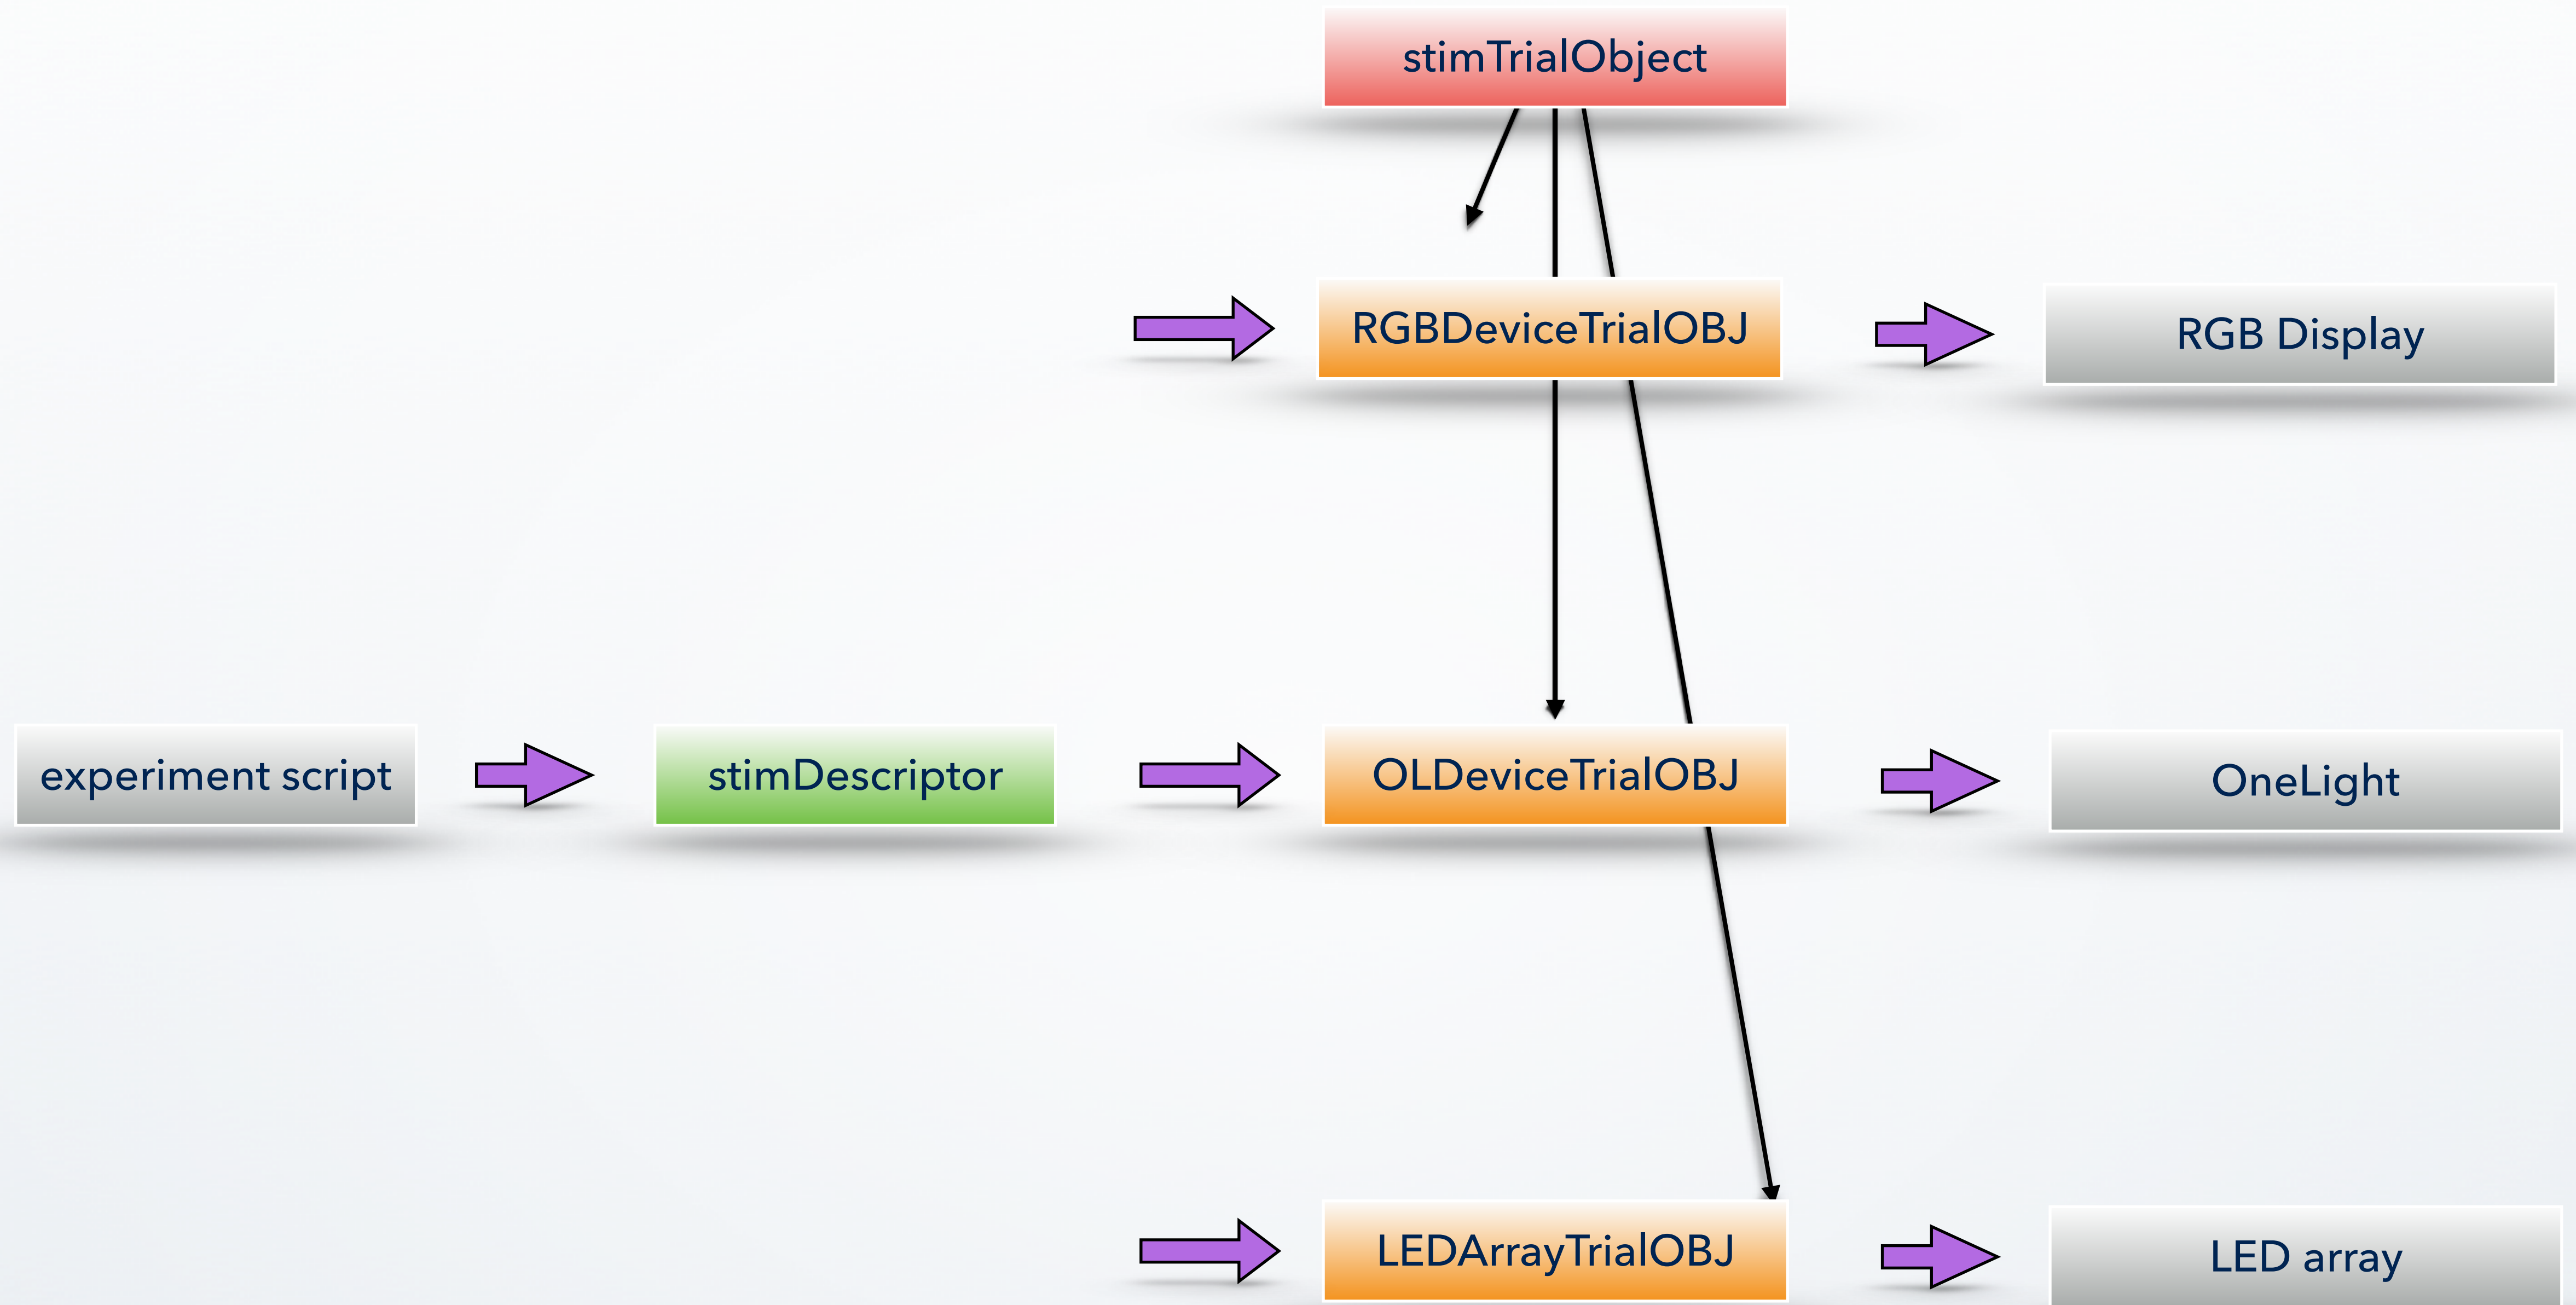 stimTrialObject
RGBDeviceTrialOBJ
RGB Display
experiment script
stimDescriptor
OLDeviceTrialOBJ
OneLight
LEDArrayTrialOBJ
LED array